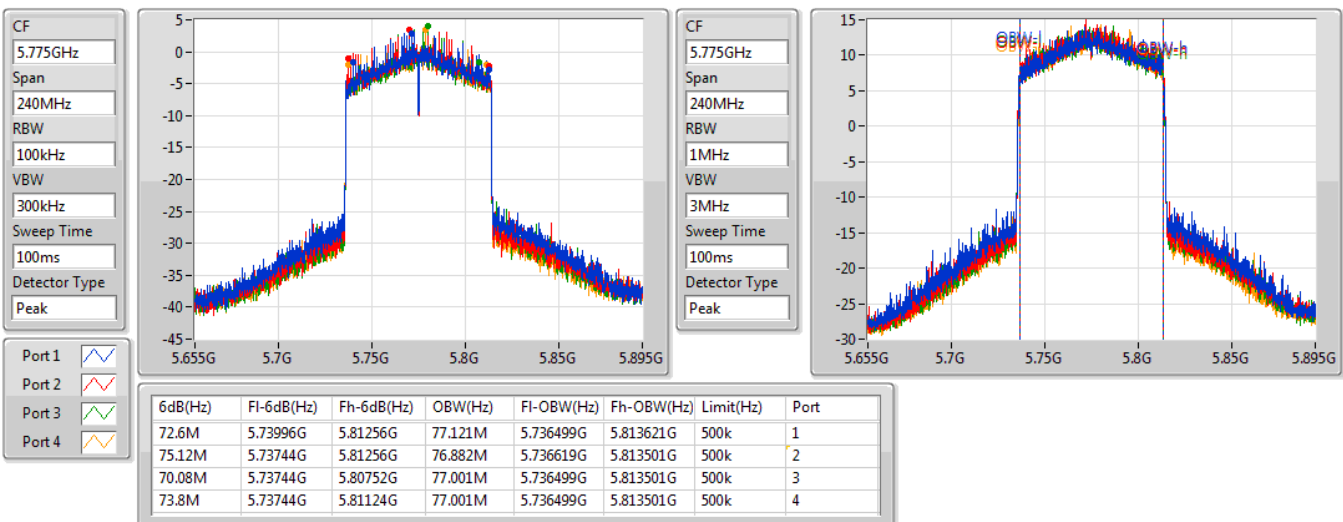 CF
5.775GHz
Span
240MHz
RBW
100kHz
VBW
300kHz
Sweep Time
100ms
Detector Type
Peak
5
0
-5
-10
-15
-20
-25
-30
-35
-40
-45
5.655G 5.7G 5.75G 5.8G 5.85G 5.895G
CF
5.775GHz
Span
240MHz
RBW
1MHz
VBW
3MHz
Sweep Time
100ms
Detector Type
Peak
15
10
5
0
-5
-10
-15
-20
-25
-30
OBW-l
OBW-h
5.655G 5.7G 5.75G 5.8G 5.85G 5.895G
Port 1
Port 2
Port 3
Port 4
6dB(Hz) Fl-6dB(Hz) Fh-6dB(Hz) OBW(Hz) Fl-OBW(Hz) Fh-OBW(Hz) Limit(Hz) Port
72.6M 5.73996G 5.81256G 77.121M 5.736499G 5.813621G 500k 1
75.12M 5.73744G 5.81256G 76.882M 5.736619G 5.813501G 500k 2
70.08M 5.73744G 5.80752G 77.001M 5.736499G 5.813501G 500k 3
73.8M 5.73744G 5.81124G 77.001M 5.736499G 5.813501G 500k 4